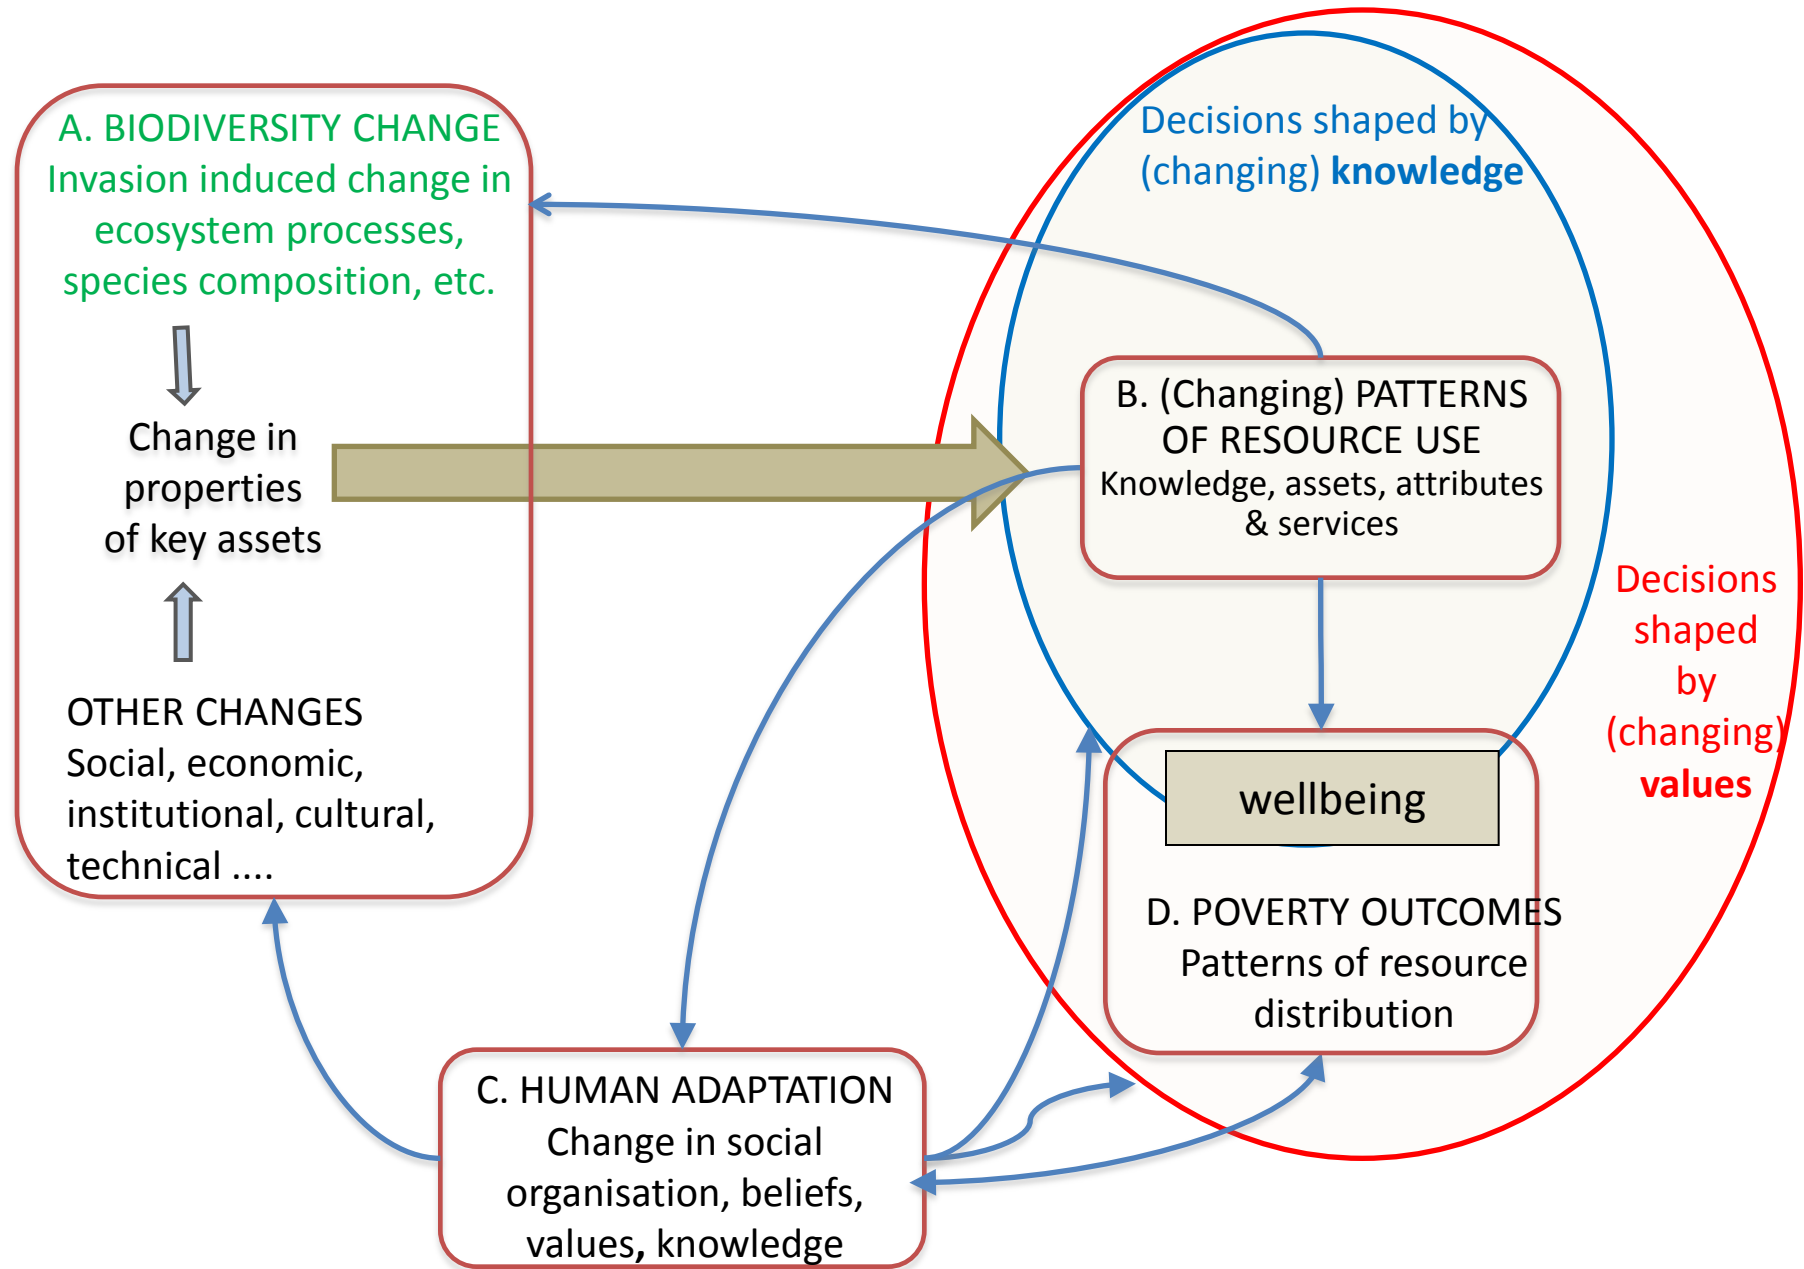 A. BIODIVERSITY CHANGE
Invasion induced change in
ecosystem processes,
species composition, etc.
Change in
properties
of key assets
OTHER CHANGES
Social, economic,
institutional, cultural,
technical ....
Decisions shaped by
(changing) knowledge
B. (Changing) PATTERNS
OF RESOURCE USE
Knowledge, assets, attributes
& services
Decisions
shaped
by
(changing)
values
wellbeing
D. POVERTY OUTCOMES
Patterns of resource
distribution
C. HUMAN ADAPTATION
Change in social
organisation, beliefs,
values, knowledge